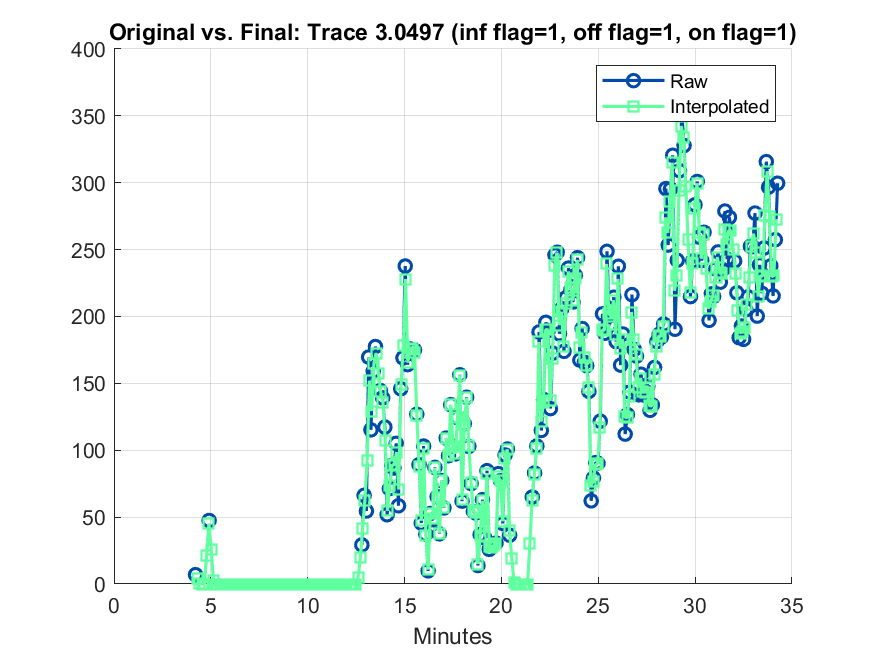 Original vs. Final: Trace 3.0497 (inf flag=1, off flag=1, on flag=1)
400
350
300
250
200
150
100
50
0
Raw
Interpolated
0 5 10 15 20 25 30 35
Minutes